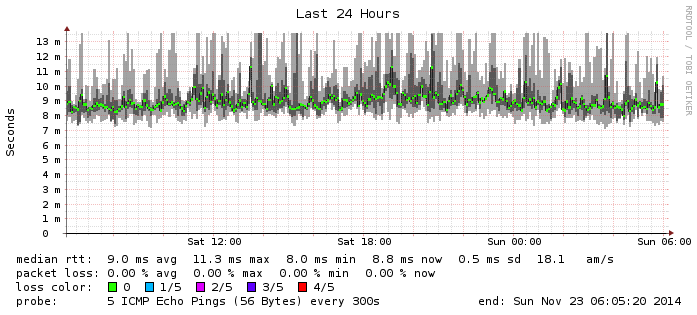 Last 24 Hours
RRDTOOL / TOBI OETIKER
Seconds
13 m
12 m
11 m
10 m
9 m
8 m
7 m
6 m
5 m
4 m
3 m
2 m
1 m
0
Sat 12:00 Sat 18:00 Sun 00:00 Sun 06:00
median rtt: 9.0 ms avg 11.3 ms max 8.0 ms min 8.8 ms now 0.5 ms sd 18.1 am/s
packet loss: 0.00 % avg 0.00 % max 0.00 % min 0.00 % now
loss color: 0 1/5 2/5 3/5 4/5
probe: 5 ICMP Echo Pings (56 Bytes) every 300s end: Sun Nov 23 06:05:20 2014